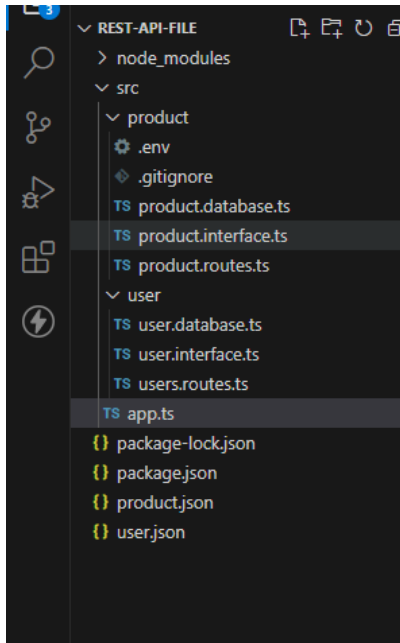 3
REST-API-FILE
node_modules
src
product
.env
.gitignore
TS product.database.ts
TS product.interface.ts
TS product.routes.ts
user
TS user.database.ts
TS user.interface.ts
TS users.routes.ts
TS app.ts
{} package-lock.json
{} package.json
{} product.json
{} user.json